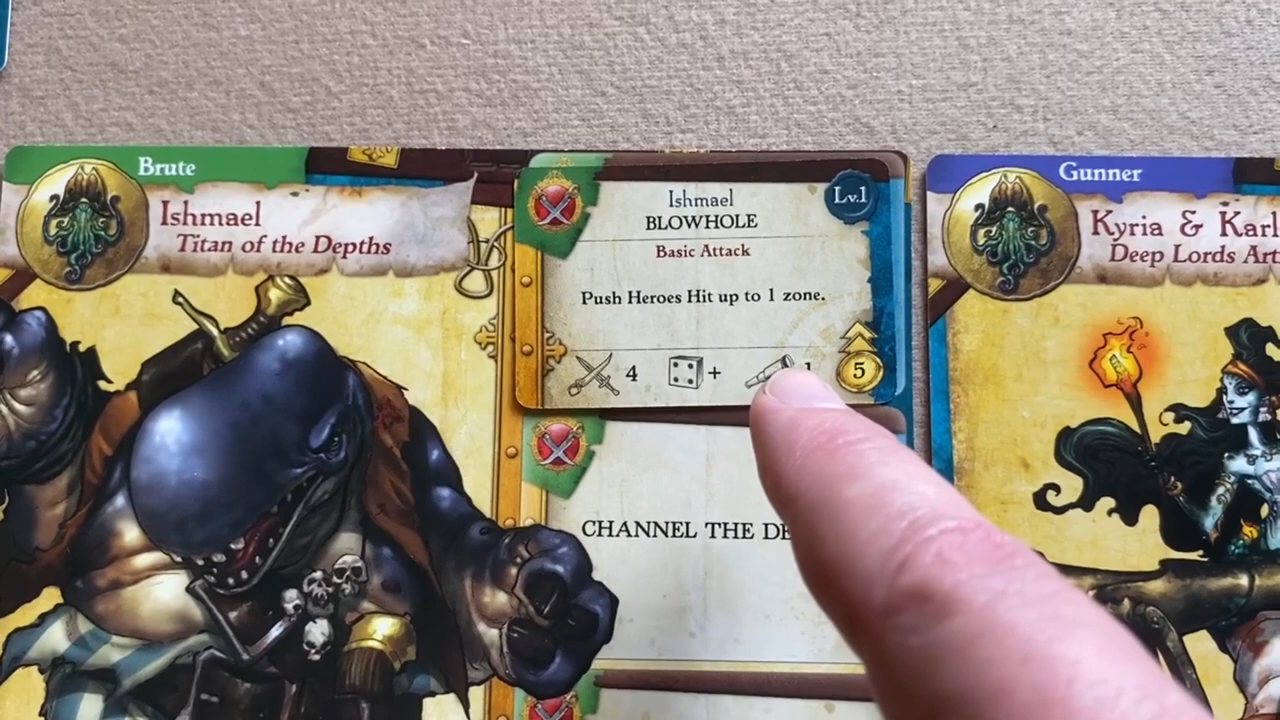 Brute
Ishmael
Titan of the Depths
Ishmael
BLOWHOLE
Lv.1
Basic Attack
Push Heroes Hit up to 1 zone.
4
+
1
5
CHANNEL THE
Gunner
Kyria & Karl
Deep Lords Art